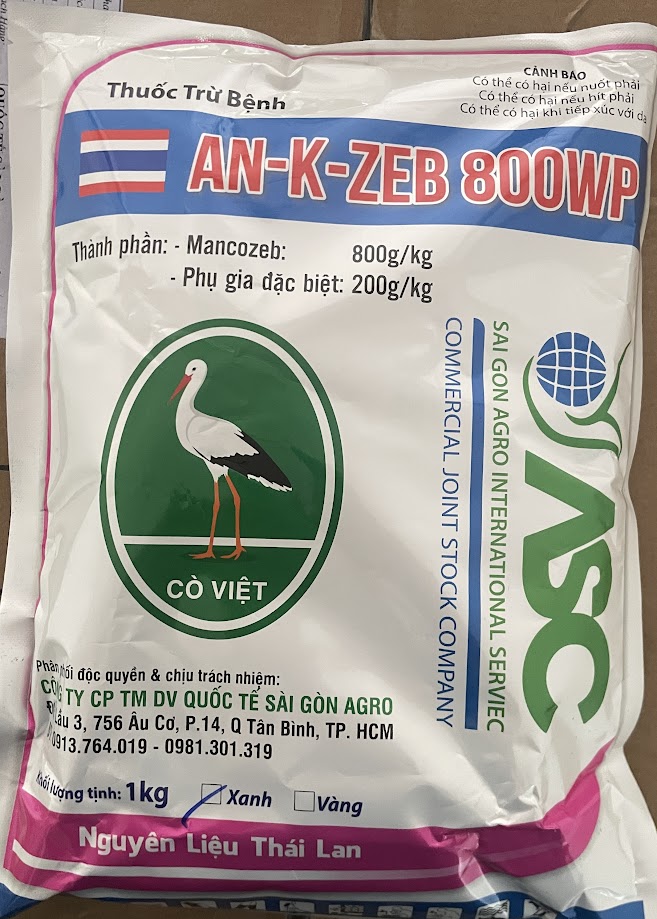 Thuốc Trừ Bệnh
CẢNH BÁO
Có thể có hại nếu nuốt phải
Có thể có hại nếu hít phải
Có thể có hại khi tiếp xúc với da
AN-K-ZEB 800WP
Thành phần: - Mancozeb: 800g/kg
- Phụ gia đặc biệt: 200g/kg
CÒ VIỆT
ASC
SAI GON AGRO INTERNATIONAL SERVIEC
COMMERCIAL JOINT STOCK COMPANY
Phân phối độc quyền & chịu trách nhiệm:
CÔNG TY CP TM DV QUỐC TẾ SÀI GÒN AGRO
Lầu 3, 756 Âu Cơ, P.14, Q Tân Bình, TP. HCM
0913.764.019 - 0981.301.319
Khối lượng tịnh: 1kg Xanh Vàng
Nguyên Liệu Thái Lan